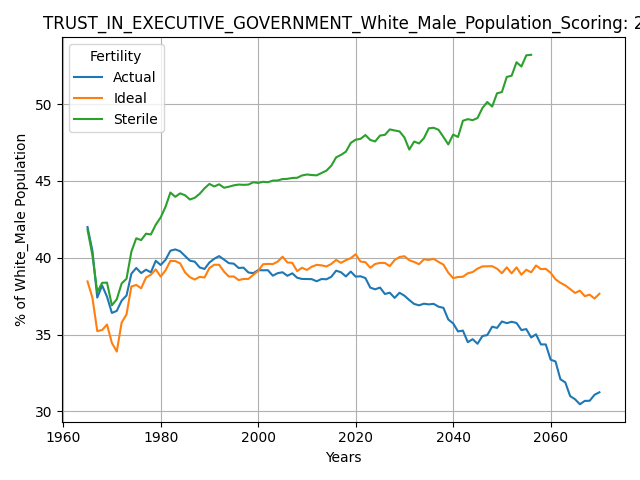 TRUST_IN_EXECUTIVE_GOVERNMENT_White_Male_Population_Scoring: 2
Fertility
Actual
Ideal
Sterile
% of White_Male Population
50
45
40
35
30
1960
1980
2000
2020
2040
2060
Years